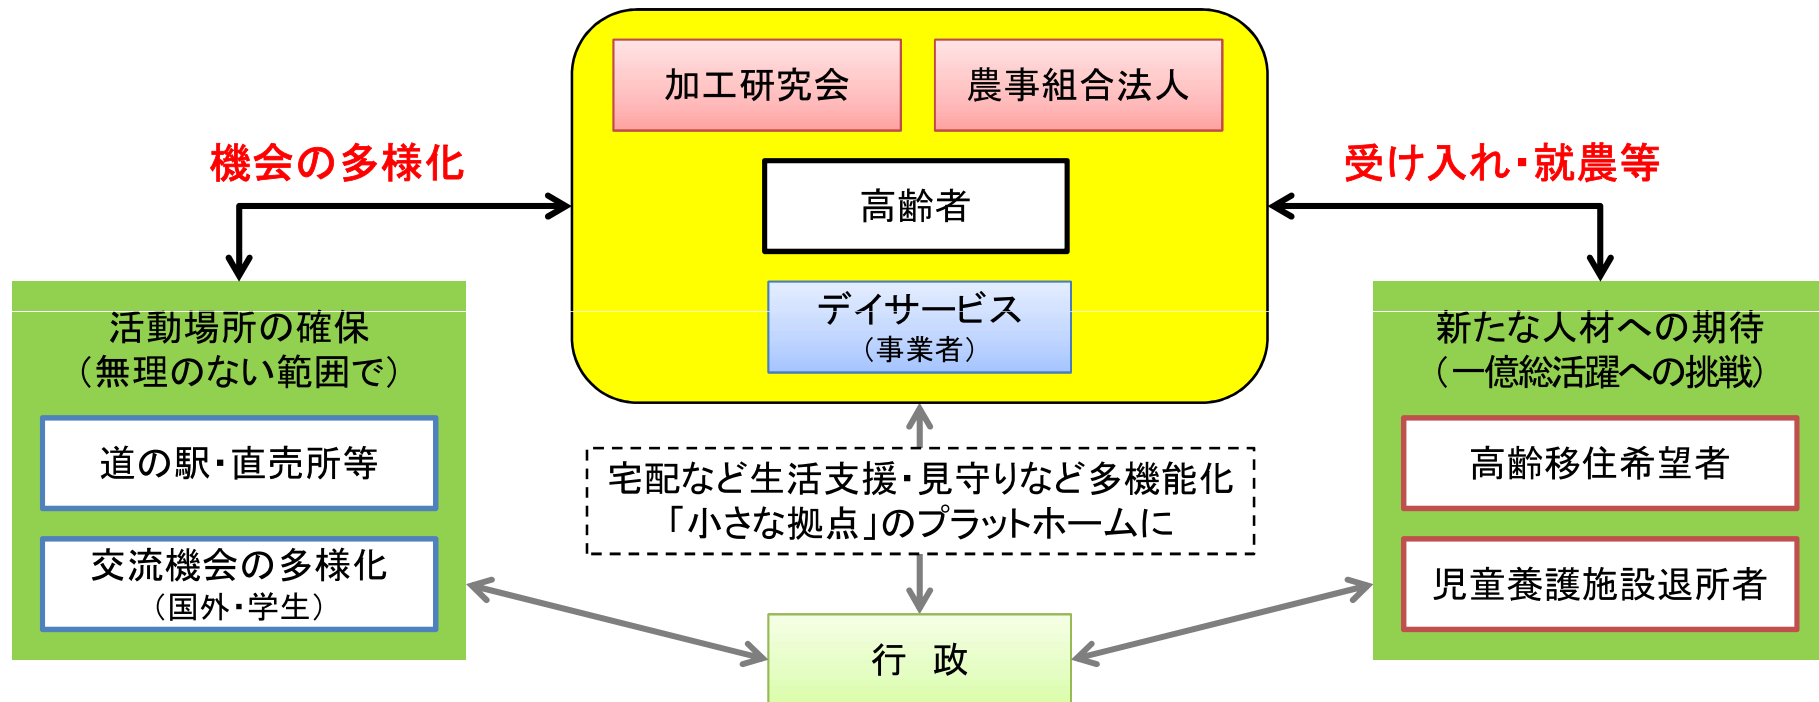 加工研究会
農事組合法人
機会の多様化
受け入れ・就農等
高齢者
デイサービス
（事業者）
活動場所の確保
（無理のない範囲で）
新たな人材への期待
（一億総活躍への挑戦）
道の駅・直売所等
高齢移住希望者
宅配など生活支援・見守りなど多機能化
「小さな拠点」のプラットホームに
交流機会の多様化
（国外・学生）
児童養護施設退所者
行　政